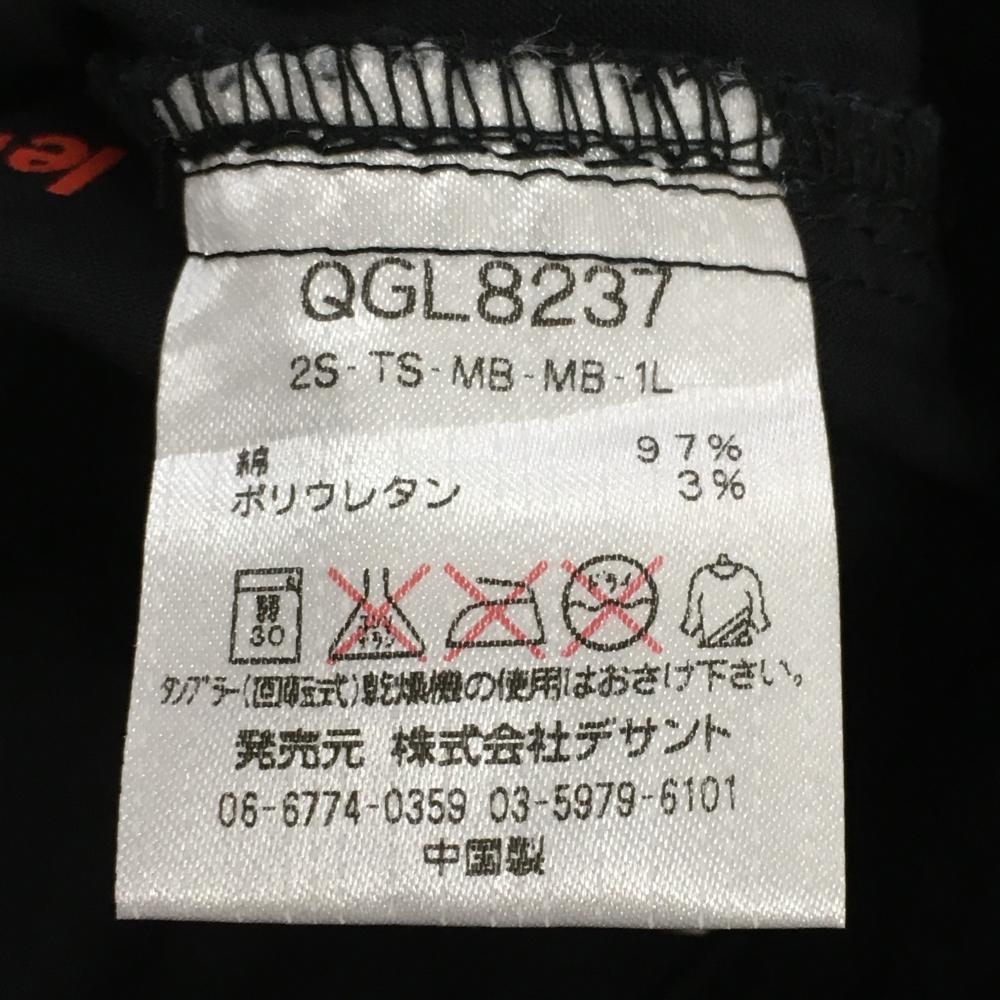 QGL8237
2S-TS-MB-MB-1L
綿 97%
ポリウレタン 3%
弱
30
ドライ
タンブラー(回転式)乾燥機の使用はおさけ下さい。
発売元 株式会社デサント
06-6774-0359 03-5979-6101
中国製